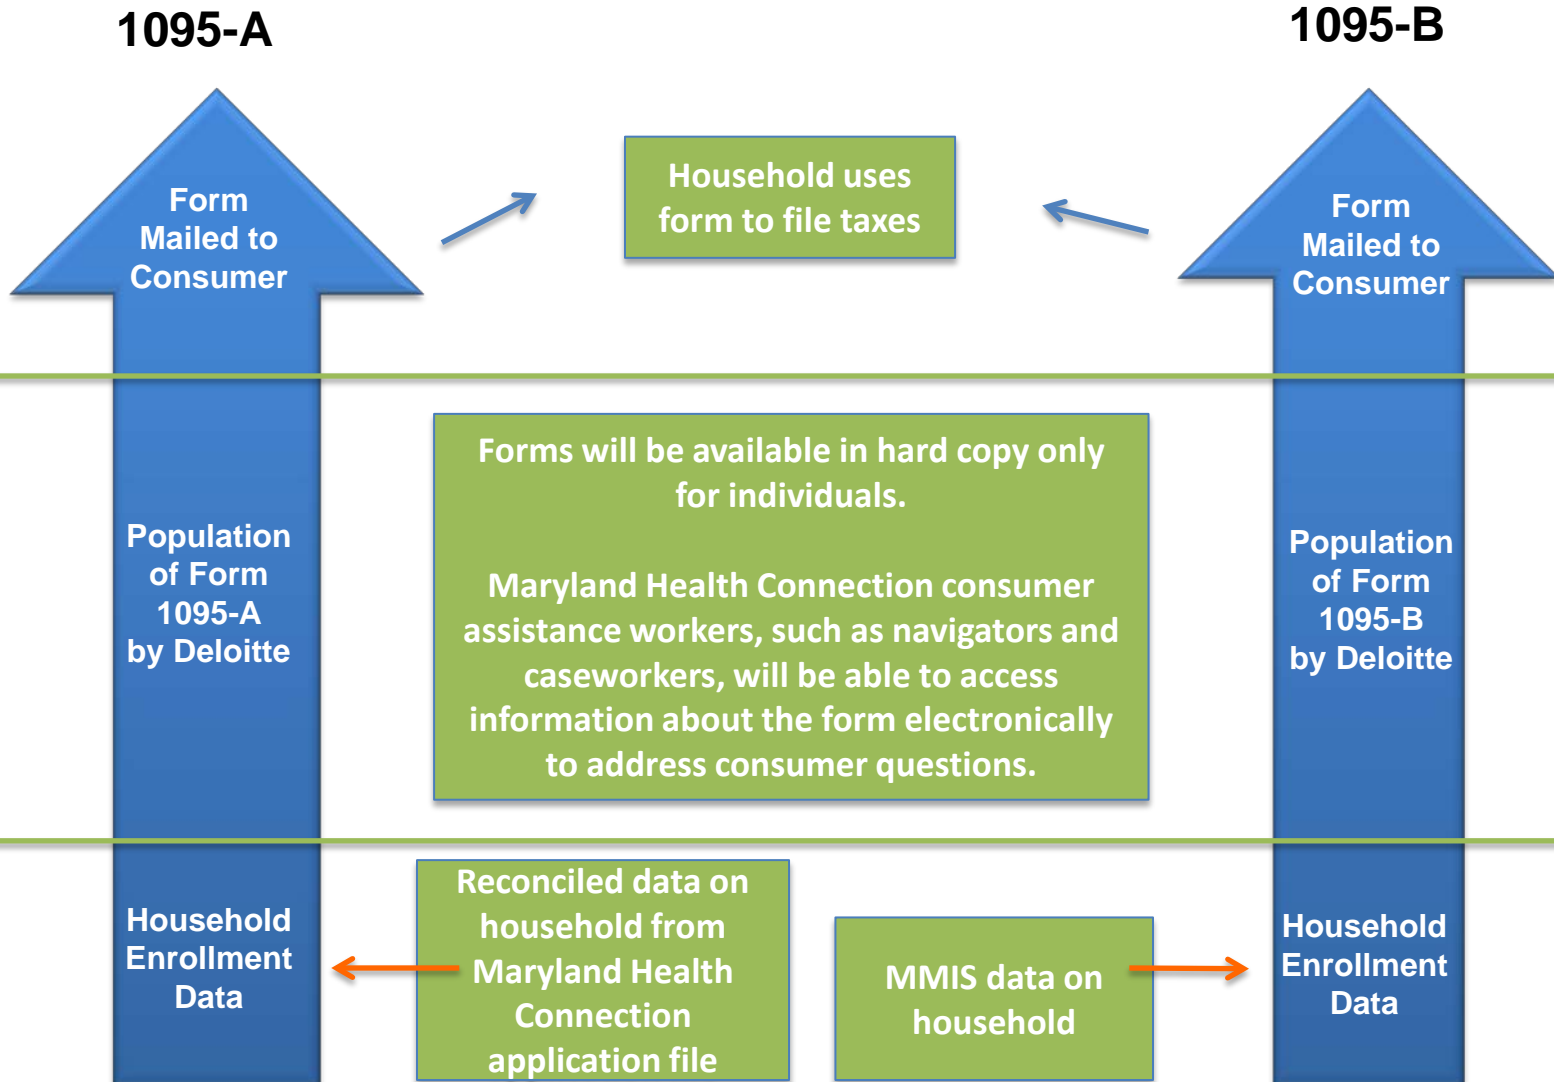 1095-A
1095-B
Form
Mailed to
Consumer
Household uses
form to file taxes
Form
Mailed to
Consumer
Population
of Form
1095-A
by Deloitte
Forms will be available in hard copy only
for individuals.
Maryland Health Connection consumer
assistance workers, such as navigators and
caseworkers, will be able to access
information about the form electronically
to address consumer questions.
Population
of Form
1095-B
by Deloitte
Household
Enrollment
Data
Reconciled data on
household from
Maryland Health
Connection
application file
MMIS data on
household
Household
Enrollment
Data